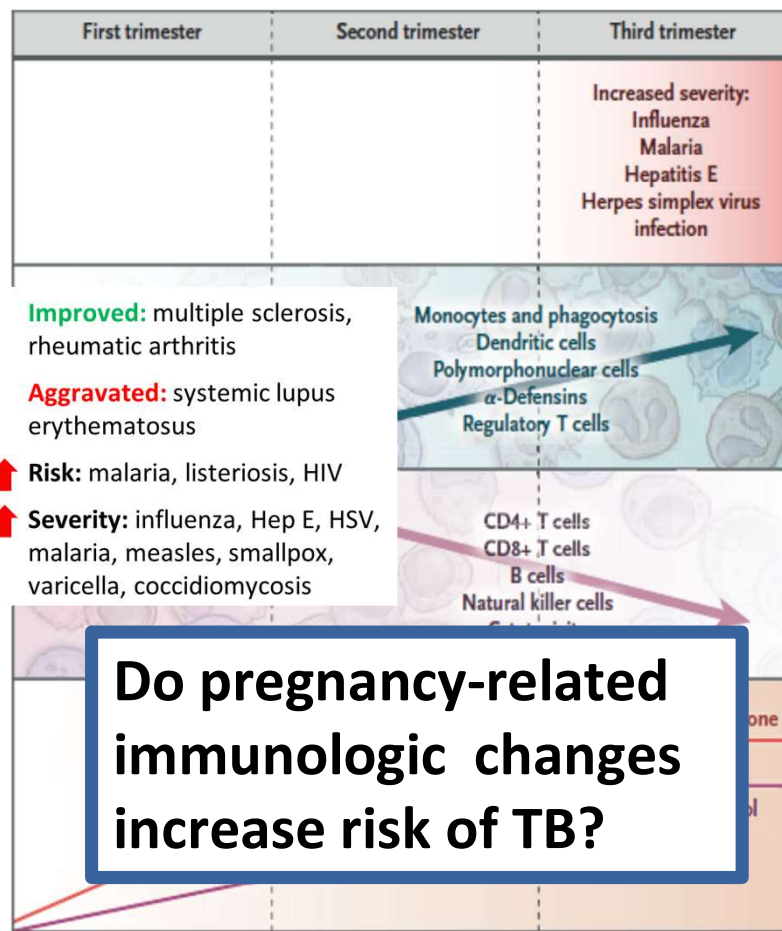 First trimester Second trimester Third trimester
Increased severity:
Influenza
Malaria
Hepatitis E
Herpes simplex virus
infection
Improved: multiple sclerosis,
rheumatic arthritis
Aggravated: systemic lupus
erythematosus
Risk: malaria, listeriosis, HIV
Severity: influenza, Hep E, HSV,
malaria, measles, smallpox,
varicella, coccidiomycosis
Monocytes and phagocytosis
Dendritic cells
Polymorphonuclear cells
α-Defensins
Regulatory T cells
CD4+ T cells
CD8+ T cells
B cells
Natural killer cells
Do pregnancy-related
immunologic changes
increase risk of TB?